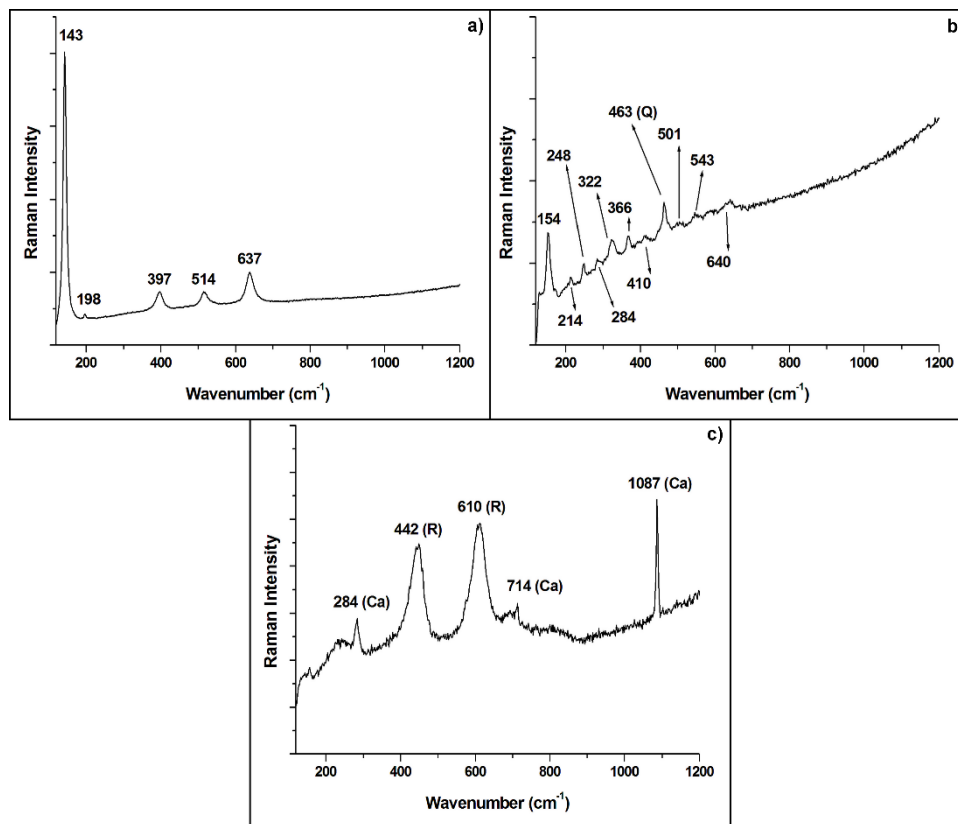 a)
143
198
397
514
637
Raman Intensity
200 400 600 800 1000 1200
Wavenumber (cm-1)
b)
463 (Q)
501
248
543
322
366
154
640
410
214
284
Raman Intensity
200 400 600 800 1000 1200
Wavenumber (cm-1)
c)
1087 (Ca)
610 (R)
442 (R)
714 (Ca)
284 (Ca)
Raman Intensity
200 400 600 800 1000 1200
Wavenumber (cm-1)